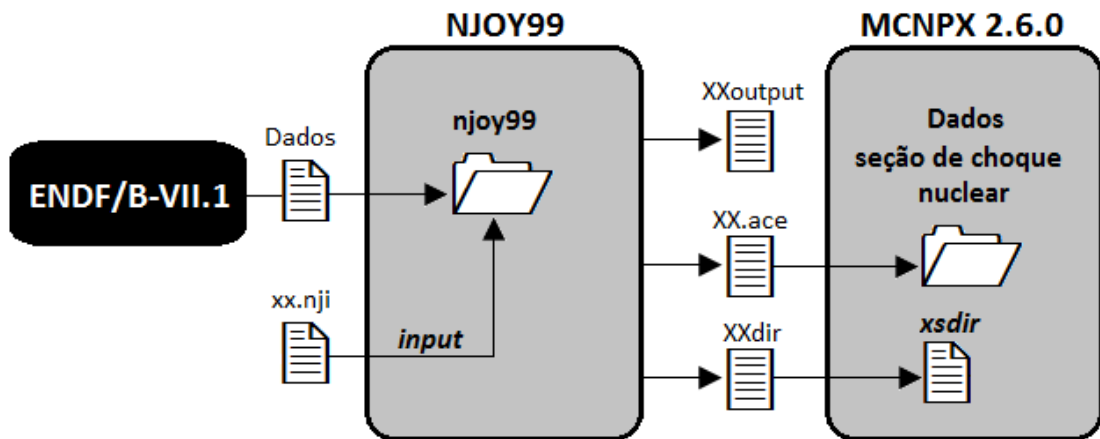 NJOY99
MCNPX 2.6.0
ENDF/B-VII.1
Dados
xx.nji
njoy99
input
XXoutput
XX.ace
XXdir
Dados
seção de choque
nuclear
xsdir